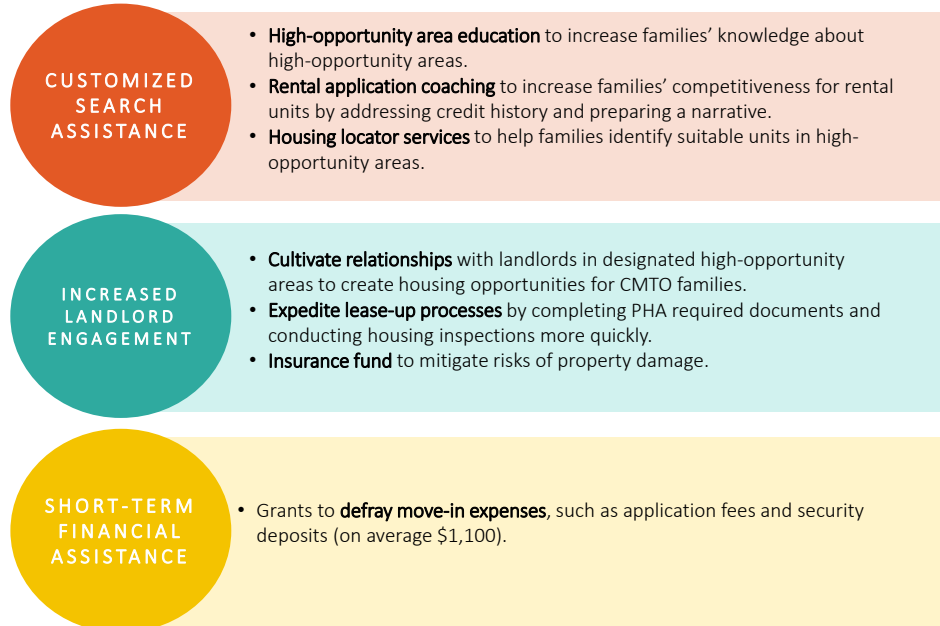 CUSTOMIZED
SEARCH
ASSISTANCE
• High-opportunity area education to increase families’ knowledge about
high-opportunity areas.
• Rental application coaching to increase families’ competitiveness for rental
units by addressing credit history and preparing a narrative.
• Housing locator services to help families identify suitable units in high-
opportunity areas.
INCREASED
LANDLORD
ENGAGEMENT
• Cultivate relationships with landlords in designated high-opportunity
areas to create housing opportunities for CMTO families.
• Expedite lease-up processes by completing PHA required documents and
conducting housing inspections more quickly.
• Insurance fund to mitigate risks of property damage.
SHORT-TERM
FINANCIAL
ASSISTANCE
• Grants to defray move-in expenses, such as application fees and security
deposits (on average $1,100).